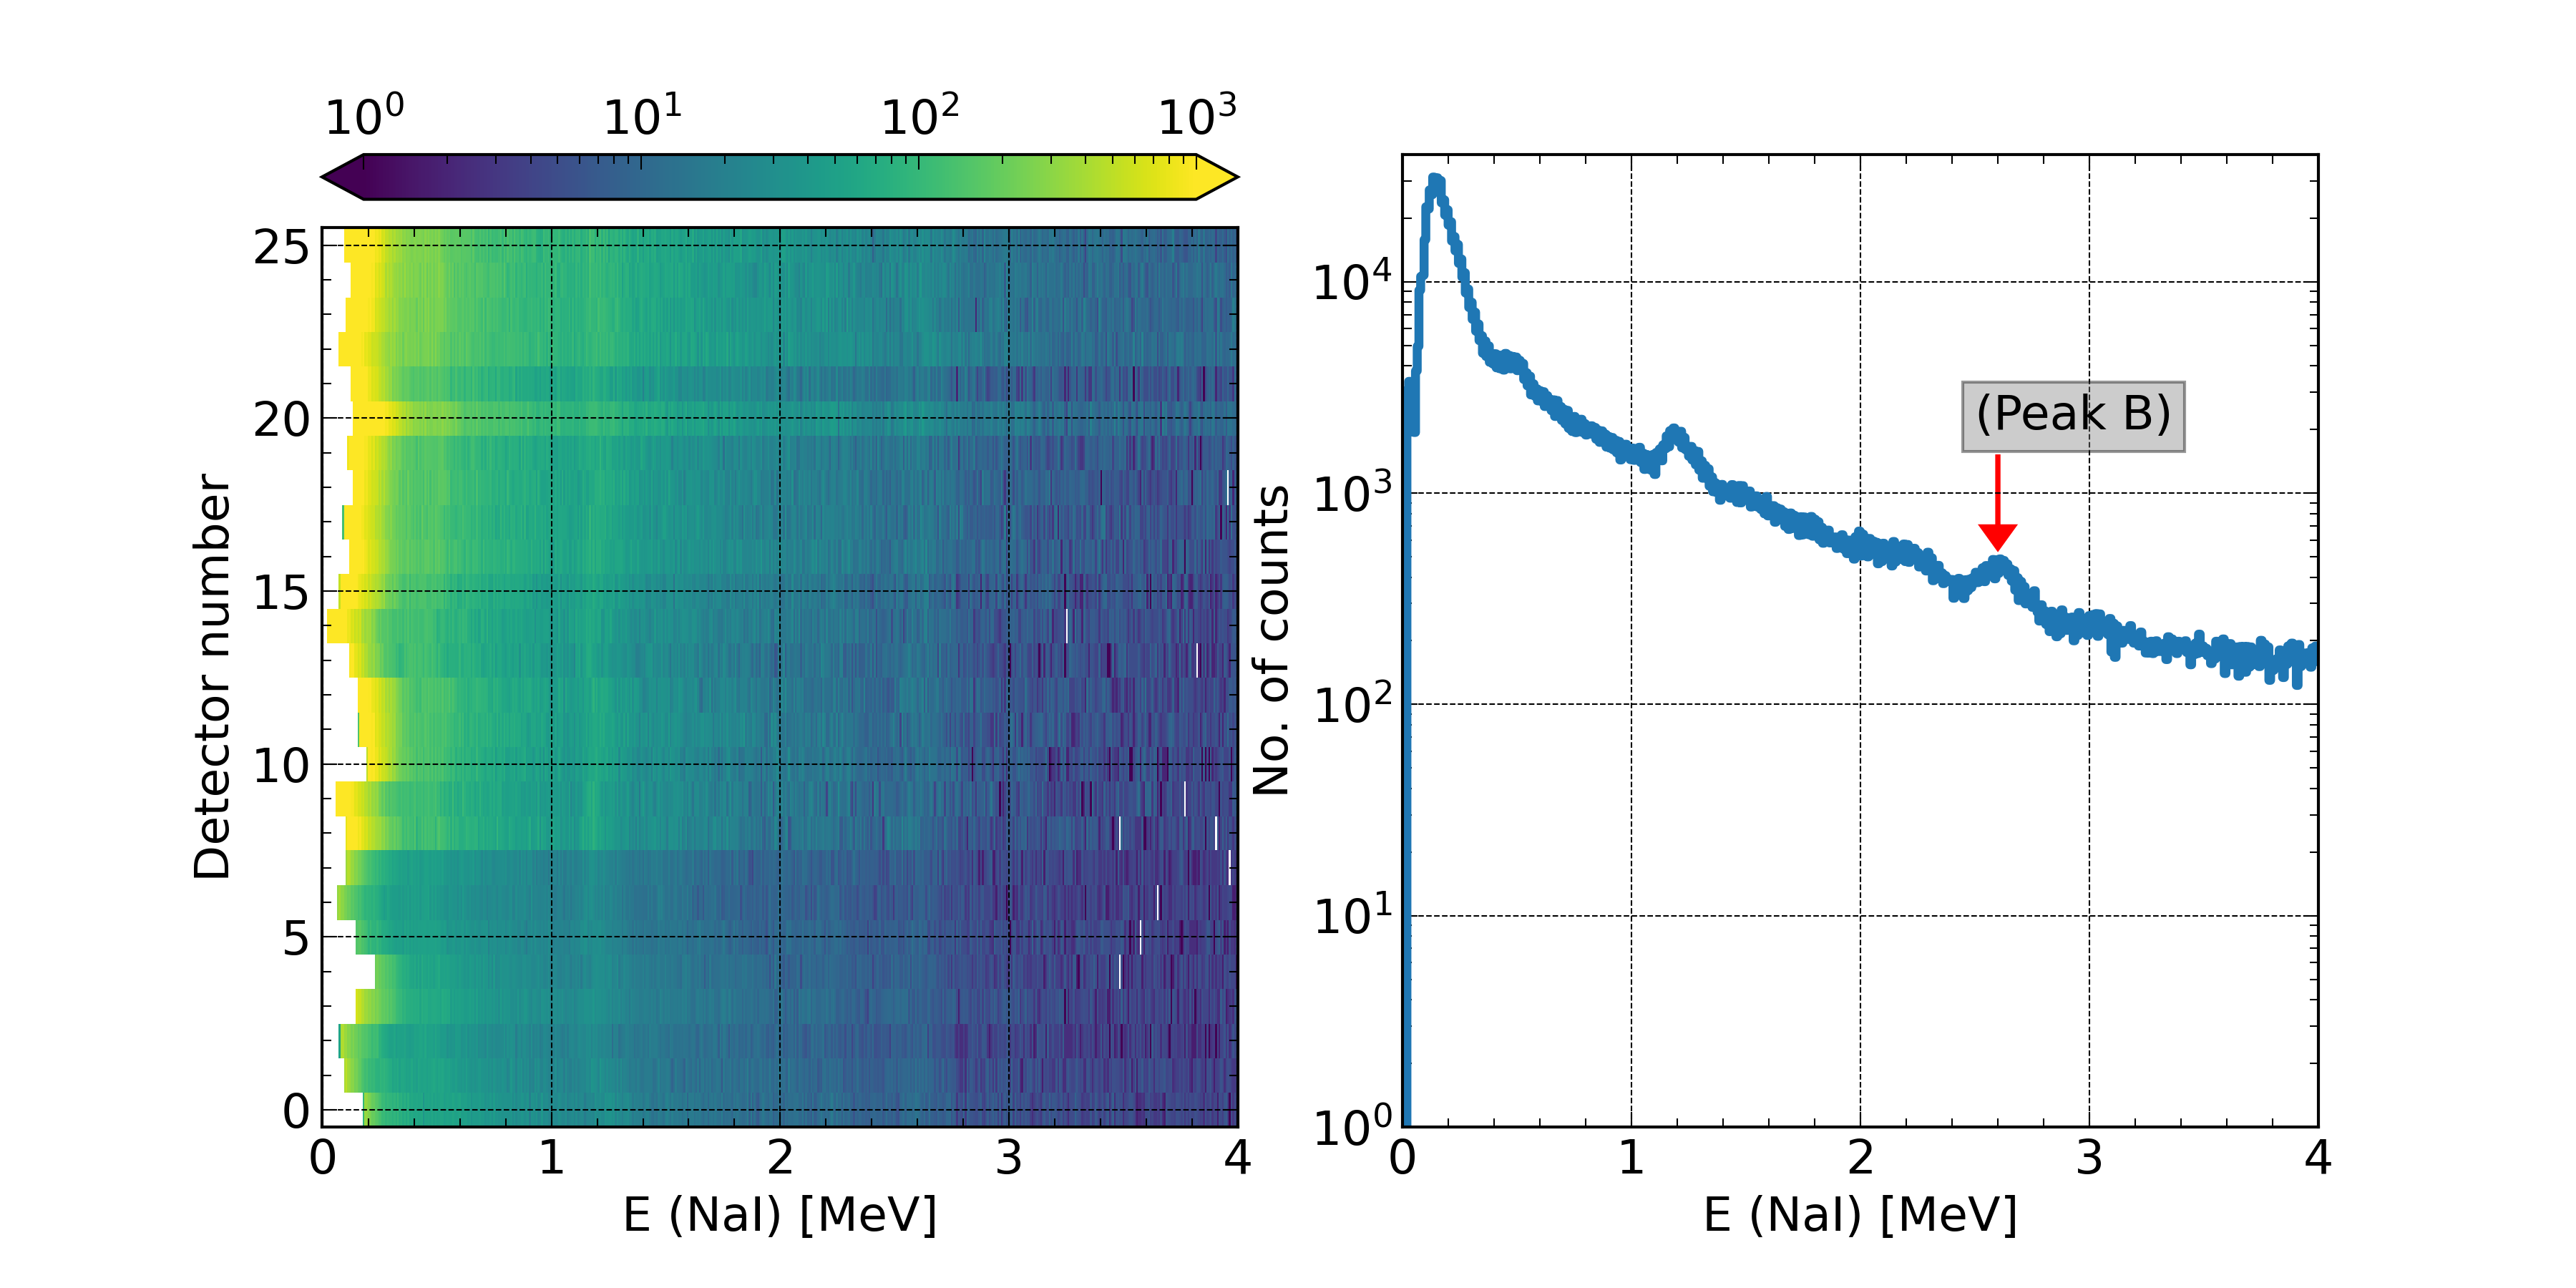 10⁰ 10¹ 10² 10³
25
20
15
10
5
0
Detector number
0 1 2 3 4
E (NaI) [MeV]
10⁴
10³
10²
10¹
10⁰
No. of counts
(Peak B)
0 1 2 3 4
E (NaI) [MeV]